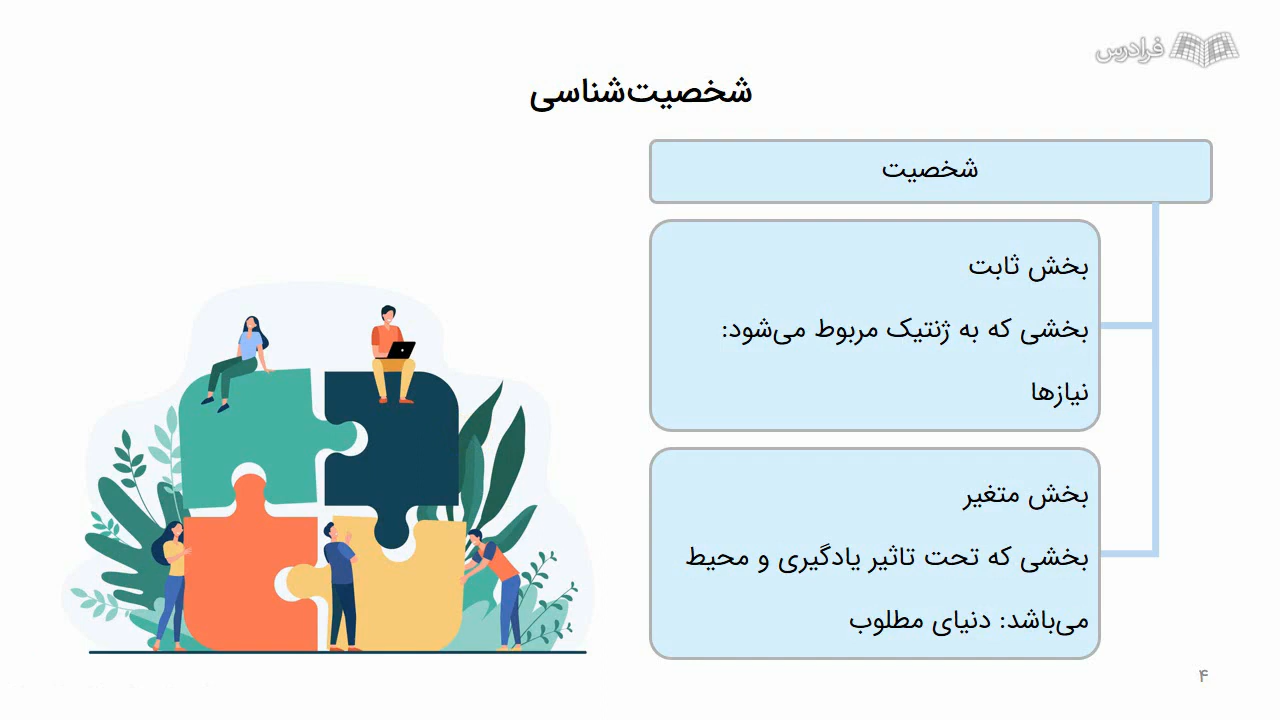 فرادرس
شخصیت‌شناسی
شخصیت
بخش ثابت
بخشی که به ژنتیک مربوط می‌شود:
نیازها
بخش متغیر
بخشی که تحت تاثیر یادگیری و محیط
می‌باشد: دنیای مطلوب
۴